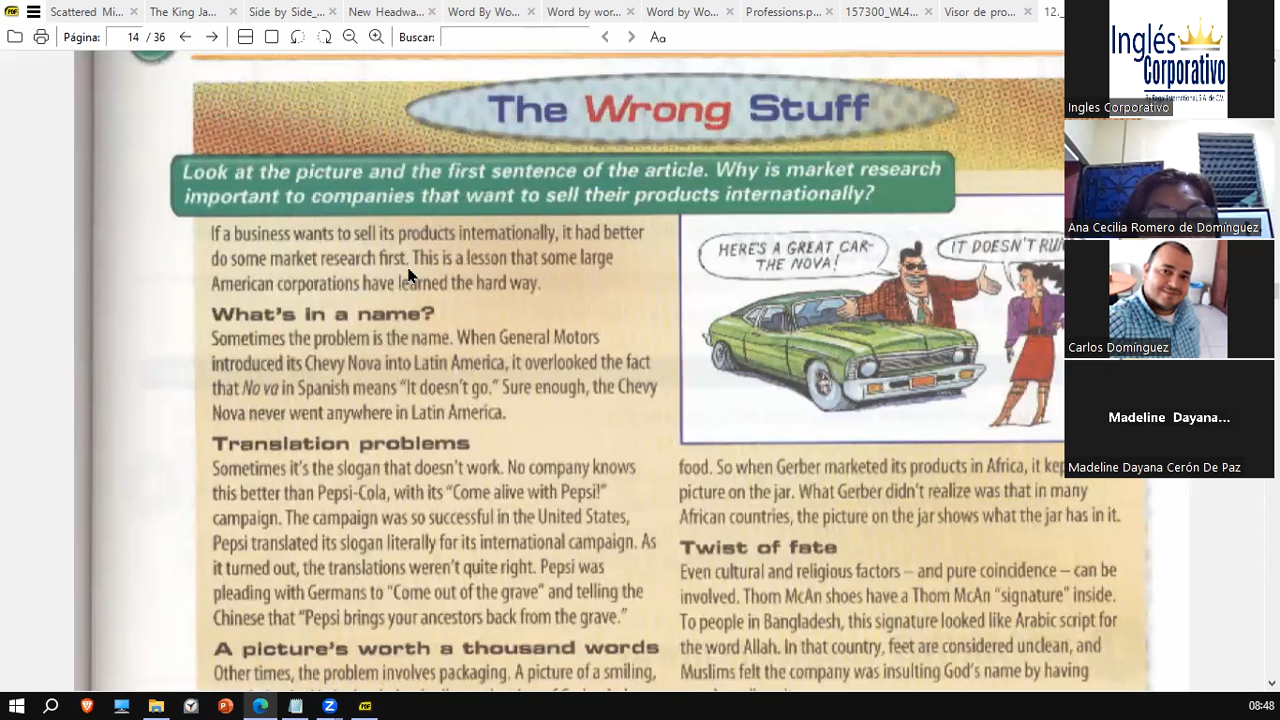 Scattered Mi...
The King Ja...
Side by Side_...
New Headwa...
Word By Wo...
Word by wor...
Word by Wo...
Professions.p...
157300_WL4...
Visor de pro...
12._
Página: 14 / 36
Buscar:
Aa
The Wrong Stuff
Look at the picture and the first sentence of the article. Why is market research
important to companies that want to sell their products internationally?
If a business wants to sell its products internationally, it had better
do some market research first. This is a lesson that some large
American corporations have learned the hard way.
What's in a name?
Sometimes the problem is the name. When General Motors
introduced its Chevy Nova into Latin America, it overlooked the fact
that No va in Spanish means "It doesn't go." Sure enough, the Chevy
Nova never went anywhere in Latin America.
Translation problems
Sometimes it's the slogan that doesn't work. No company knows
this better than Pepsi-Cola, with its "Come alive with Pepsi!"
campaign. The campaign was so successful in the United States,
Pepsi translated its slogan literally for its international campaign. As
it turned out, the translations weren't quite right. Pepsi was
pleading with Germans to "Come out of the grave" and telling the
Chinese that "Pepsi brings your ancestors back from the grave."
A picture's worth a thousand words
Other times, the problem involves packaging. A picture of a smiling,
HERE'S A GREAT CAR-
THE NOVA!
IT DOESN'T
food. So when Gerber marketed its products in Africa, it
picture on the jar. What Gerber didn't realize was that in many
African countries, the picture on the jar shows what the jar has in it.
Twist of fate
Even cultural and religious factors – and pure coincidence – can be
involved. Thom McAn shoes have a Thom McAn "signature" inside.
To people in Bangladesh, this signature looked like Arabic script for
the word Allah. In that country, feet are considered unclean, and
Muslims felt the company was insulting God's name by having
Inglés
Corporativo
Ingles Corporativo
Ana Cecilia Romero de Domínguez
Carlos Domínguez
Madeline Dayana...
Madeline Dayana Cerón De Paz
08:48